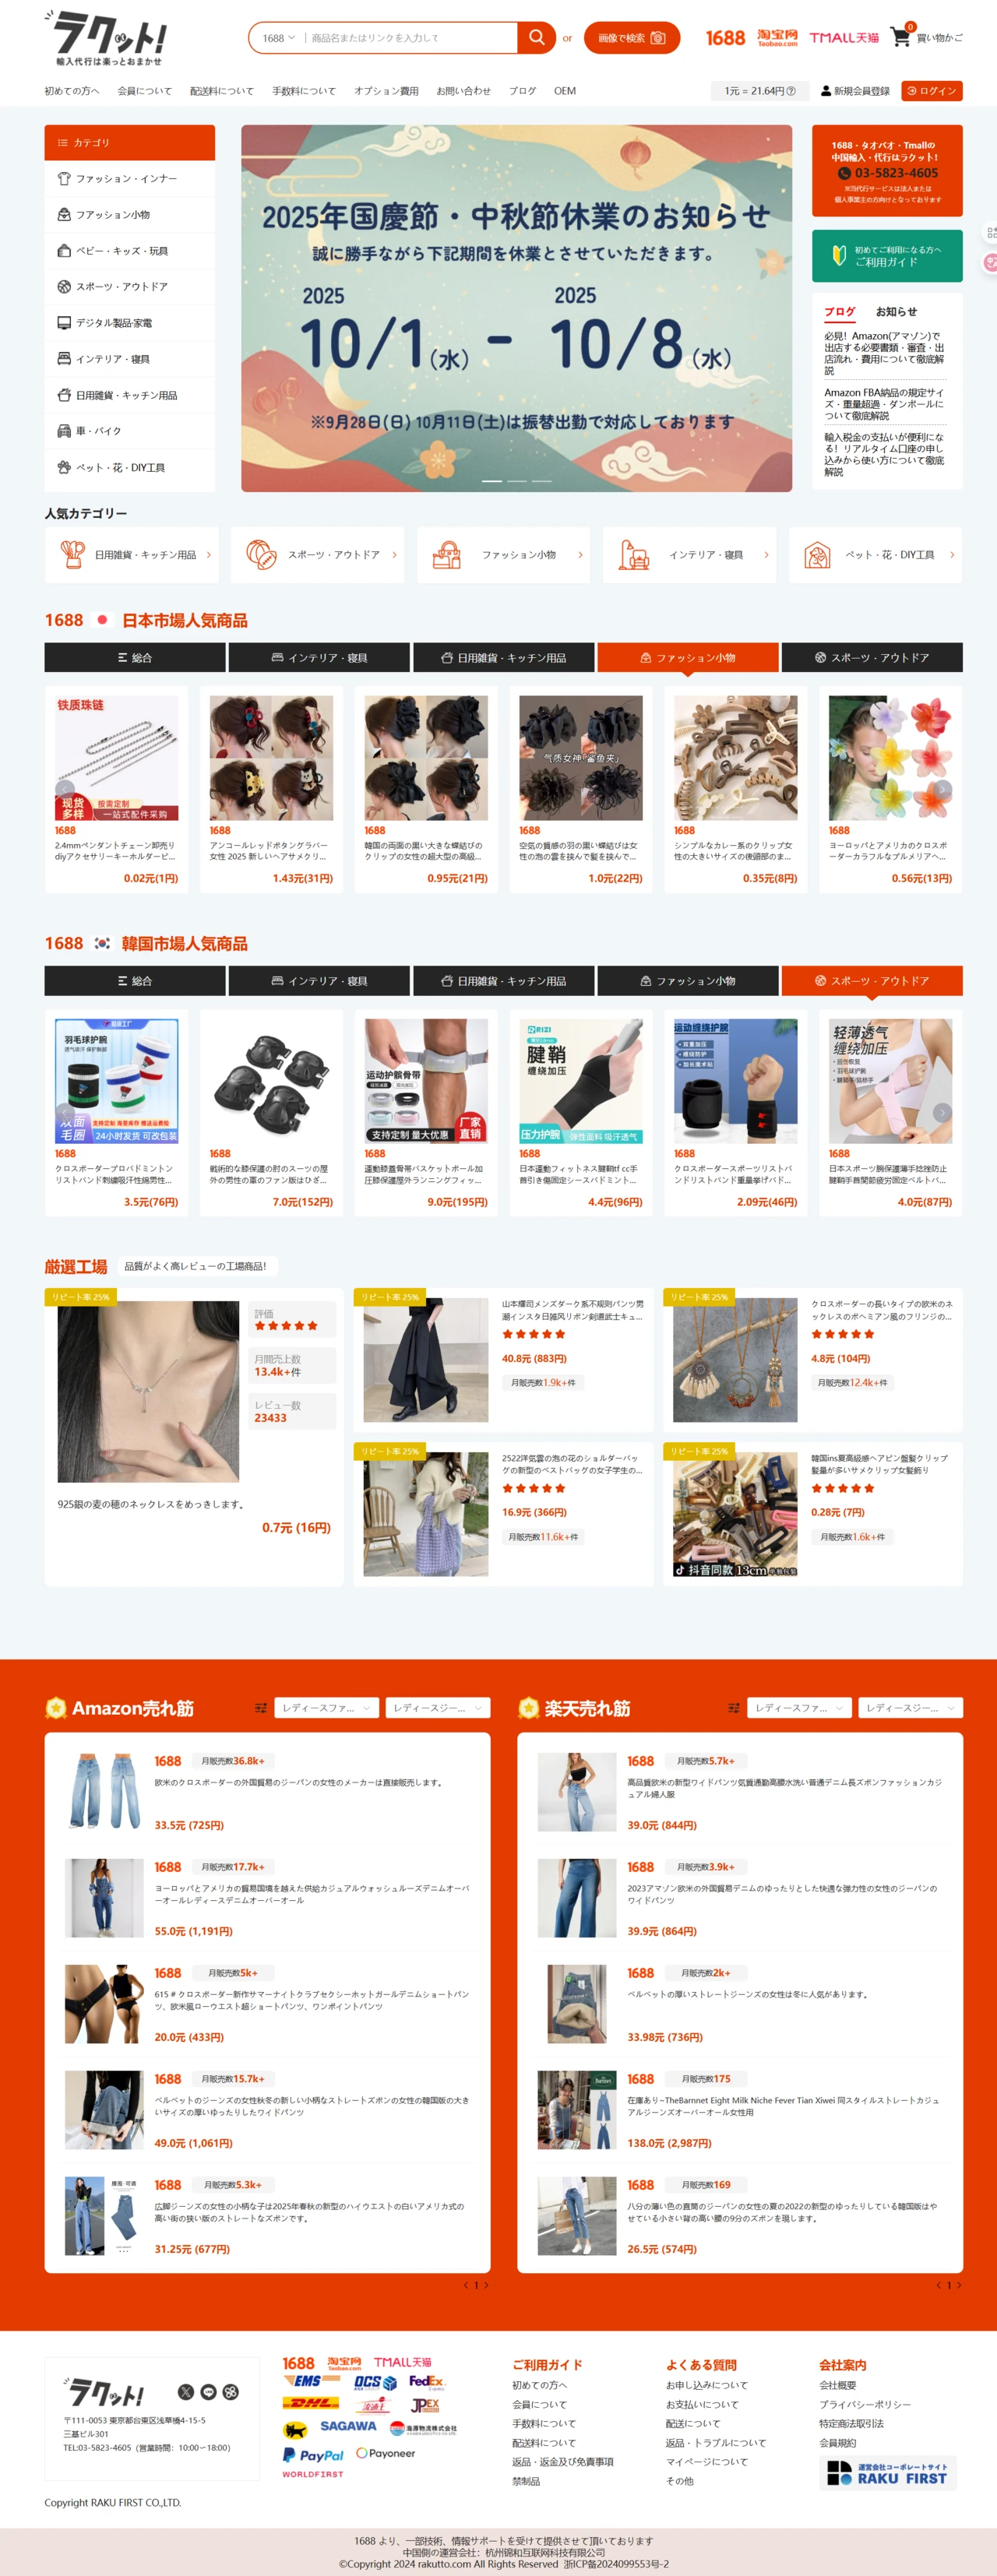 ラクット!
輸入代行は楽っとおまかせ
1688
商品名またはリンクを入力して
or
画像で検索
1688
淘宝网
Taobao.com
TMALL天猫
0
買い物かご
初めての方へ
会員について
配送料について
手数料について
オプション費用
お問い合わせ
ブログ
OEM
1元 = 21.64円
新規会員登録
ログイン
カテゴリ
ファッション・インナー
ファッション小物
ベビー・キッズ・玩具
スポーツ・アウトドア
デジタル製品·家電
インテリア・寝具
日用雑貨・キッチン用品
車・バイク
ペット・花・DIY工具
2025年国慶節・中秋節休業のお知らせ
誠に勝手ながら下記期間を休業とさせていただきます。
2025
2025
10/1(水) - 10/8(水)
※9月28日(日) 10月11日(土)は振替出勤で対応しております
1688・タオバオ・Tmallの
中国輸入・代行はラクット!
03-5823-4605
※当代行サービスは法人または
個人事業主の方向けとなっております
初めてご利用になる方へ
ご利用ガイド
ブログ
お知らせ
必見！Amazon(アマゾン)で
出店する必要書類・審査・出
店流れ・費用について徹底解
説
Amazon FBA納品の規定サイ
ズ・重量超過・ダンボールに
ついて徹底解説
輸入税金の支払いが便利にな
る！リアルタイム口座の申し
込みから使い方について徹底
解説
人気カテゴリー
日用雑貨・キッチン用品
スポーツ・アウトドア
ファッション小物
インテリア・寝具
ペット・花・DIY工具
1688 日本市場人気商品
総合
インテリア・寝具
日用雑貨・キッチン用品
ファッション小物
スポーツ・アウトドア
铁质珠链
现货
多样
按需定制
一站式配件采购
气质女神「鲨鱼夹」
1688
2.4mmペンダントチェーン卸売り
diyアクセサリーキーホルダービ...
0.02元(1円)
1688
アンコールレッドボタングラバー
女性 2025 新しいヘアサメクリ...
1.43元(31円)
1688
韓国の両面の黒い大きな蝶結びの
クリップの女性の超大型の高級...
0.95元(21円)
1688
空気の質感の羽の黒い蝶結びは女
性の泡の雲を挟んで髪を挟んで...
1.0元(22円)
1688
シンプルなカレー系のクリップ女
性の大きいサイズの後頭部のま...
0.35元(8円)
1688
ヨーロッパとアメリカのクロスボ
ーダーカラフルなプルメリアヘ...
0.56元(13円)
1688 韓国市場人気商品
総合
インテリア・寝具
日用雑貨・キッチン用品
ファッション小物
スポーツ・アウトドア
羽毛球护腕
双面
毛圈
24小时发货 可改包装
运动护髌骨带
支持定制 量大优惠
厂家
直销
RIZI
腱鞘
缠绕加压
压力护腕
弹性面料 吸汗透气
运动缠绕护腕
轻薄透气
缠绕加压
1688
クロスボーダープロバドミントン
リストバンド刺繍吸汗性綿男性...
3.5元(76円)
1688
戦術的な膝保護の肘のスーツの屋
外の男性の軍のファン版はひざ...
7.0元(152円)
1688
運動膝蓋骨帯バスケットボール加
圧膝保護屋外ランニングフィッ...
9.0元(195円)
1688
日本運動フィットネス腱鞘tf cc手
首引き傷固定シースバドミント...
4.4元(96円)
1688
クロスボーダースポーツリストバ
ンドリストバンド重量挙げバド...
2.09元(46円)
1688
日本スポーツ腕保護薄手捻挫防止
腱鞘手首関節疲労固定ベルトバ...
4.0元(87円)
厳選工場
品質がよく高レビューの工場商品！
リピート率 25%
評価
月間売上数
13.4k+件
レビュー数
23433
925銀の麦の穂のネックレスをめっきします。
0.7元 (16円)
リピート率 25%
山本耀司メンズダーク系不規則パンツ男
潮インスタ日雑风リボン剣道武士キュ...
40.8元 (883円)
月販売数1.9k+件
リピート率 25%
クロスボーダーの長いタイプの欧米のネ
ックレスのボヘミアン風のフリンジの...
4.8元 (104円)
月販売数12.4k+件
リピート率 25%
2522洋気雲の泡の花のショルダーバッ
グの新型のベストバッグの女子学生の...
16.9元 (366円)
月販売数11.6k+件
リピート率 25%
抖音同款 13cm
韓国ins夏高級感ヘアピン盤髪クリップ
髪量が多いサメクリップ女髪飾り
0.28元 (7円)
月販売数1.6k+件
Amazon売れ筋
レディースファ...
レディースジー...
1688
月販売数36.8k+
欧米のクロスボーダーの外国貿易のジーパンの女性のメーカーは直接販売します。
33.5元 (725円)
1688
月販売数17.7k+
ヨーロッパとアメリカの貿易国境を越えた供給カジュアルウォッシュルーズデニムオーバ
ーオールレディースデニムオーバーオール
55.0元 (1,191円)
1688
月販売数5k+
615 # クロスボーダー新作サマーナイトクラブセクシーホットガールデニムショートパン
ツ、欧米風ローウエスト超ショートパンツ、ワンポイントパンツ
20.0元 (433円)
1688
月販売数15.7k+
ベルベットのジーンズの女性秋冬の新しい小柄なストレートズボンの女性の韓国版の大き
いサイズの厚いゆったりしたワイドパンツ
49.0元 (1,061円)
1688
月販売数5.3k+
広脚ジーンズの女性の小柄な子は2025年春秋の新型のハイウエストの白いアメリカ式の
高い街の狭い版のストレートなズボンです。
31.25元 (677円)
1
楽天売れ筋
レディースファ...
レディースジー...
1688
月販売数5.7k+
高品質欧米の新型ワイドパンツ気質通勤高腰水洗い普通デニム長ズボンファッションカジ
ュアル婦人服
39.0元 (844円)
1688
月販売数3.9k+
2023アマゾン欧米の外国貿易デニムのゆったりとした快適な弾力性の女性のジーパンの
ワイドパンツ
39.9元 (864円)
1688
月販売数2k+
ベルベットの厚いストレートジーンズの女性は冬に人気があります。
33.98元 (736円)
1688
月販売数175
在庫あり~TheBarnnet Eight Milk Niche Fever Tian Xiwei 同スタイルストレートカジュ
アルジーンズオーバーオール女性用
138.0元 (2,987円)
1688
月販売数169
八分の薄い色の直筒のジーパンの女性の夏の2022の新型のゆったりしている韓国版はや
せている小さい背の高い腰の9分のズボンを現します。
26.5元 (574円)
1
ラクット!
〒111-0053 東京都台東区浅草橋4-15-5
三基ビル301
TEL:03-5823-4605（営業時間：10:00〜18:00）
Copyright RAKU FIRST CO.,LTD.
1688
淘宝网
Taobao.com
TMALL天猫
EMS
OCS
FedEx
DHL
JPEX
SAGAWA
PayPal
Payoneer
WORLDFIRST
ご利用ガイド
初めての方へ
会員について
手数料について
配送料について
返品・返金及び免責事項
禁制品
よくある質問
お申し込みについて
お支払いについて
配送について
返品・トラブルについて
マイページについて
その他
会社案内
会社概要
プライバシーポリシー
特定商法取引法
会員規約
運営会社コーポレートサイト
RAKU FIRST
1688 より、一部技術、情報サポートを受けて提供させて頂いております
中国側の運営会社：杭州锦和互联网科技有限公司
©Copyright 2024 rakutto.com All Rights Reserved 浙ICP备2024099553号-2